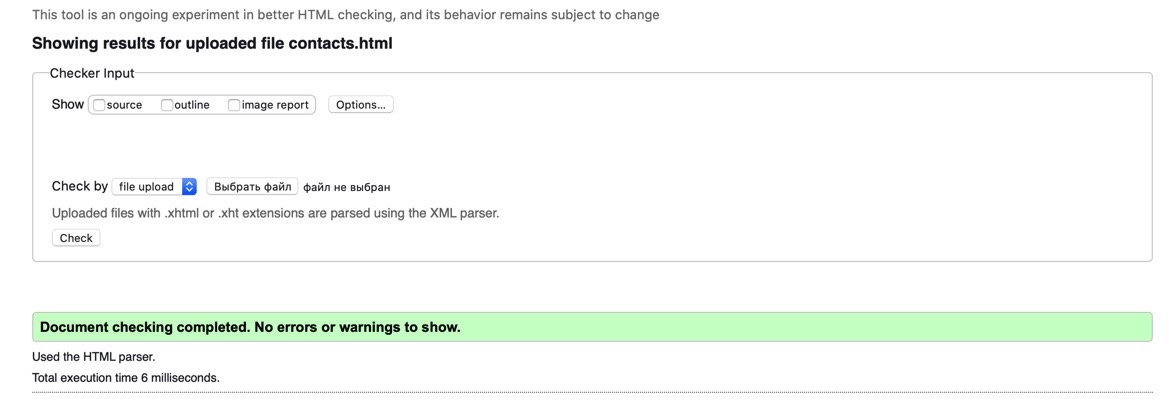 This tool is an ongoing experiment in better HTML checking, and its behavior remains subject to change
Showing results for uploaded file contacts.html
Checker Input
Show source outline image report Options...
Check by file upload Выбрать файл файл не выбран
Uploaded files with .xhtml or .xht extensions are parsed using the XML parser.
Check
Document checking completed. No errors or warnings to show.
Used the HTML parser.
Total execution time 6 milliseconds.